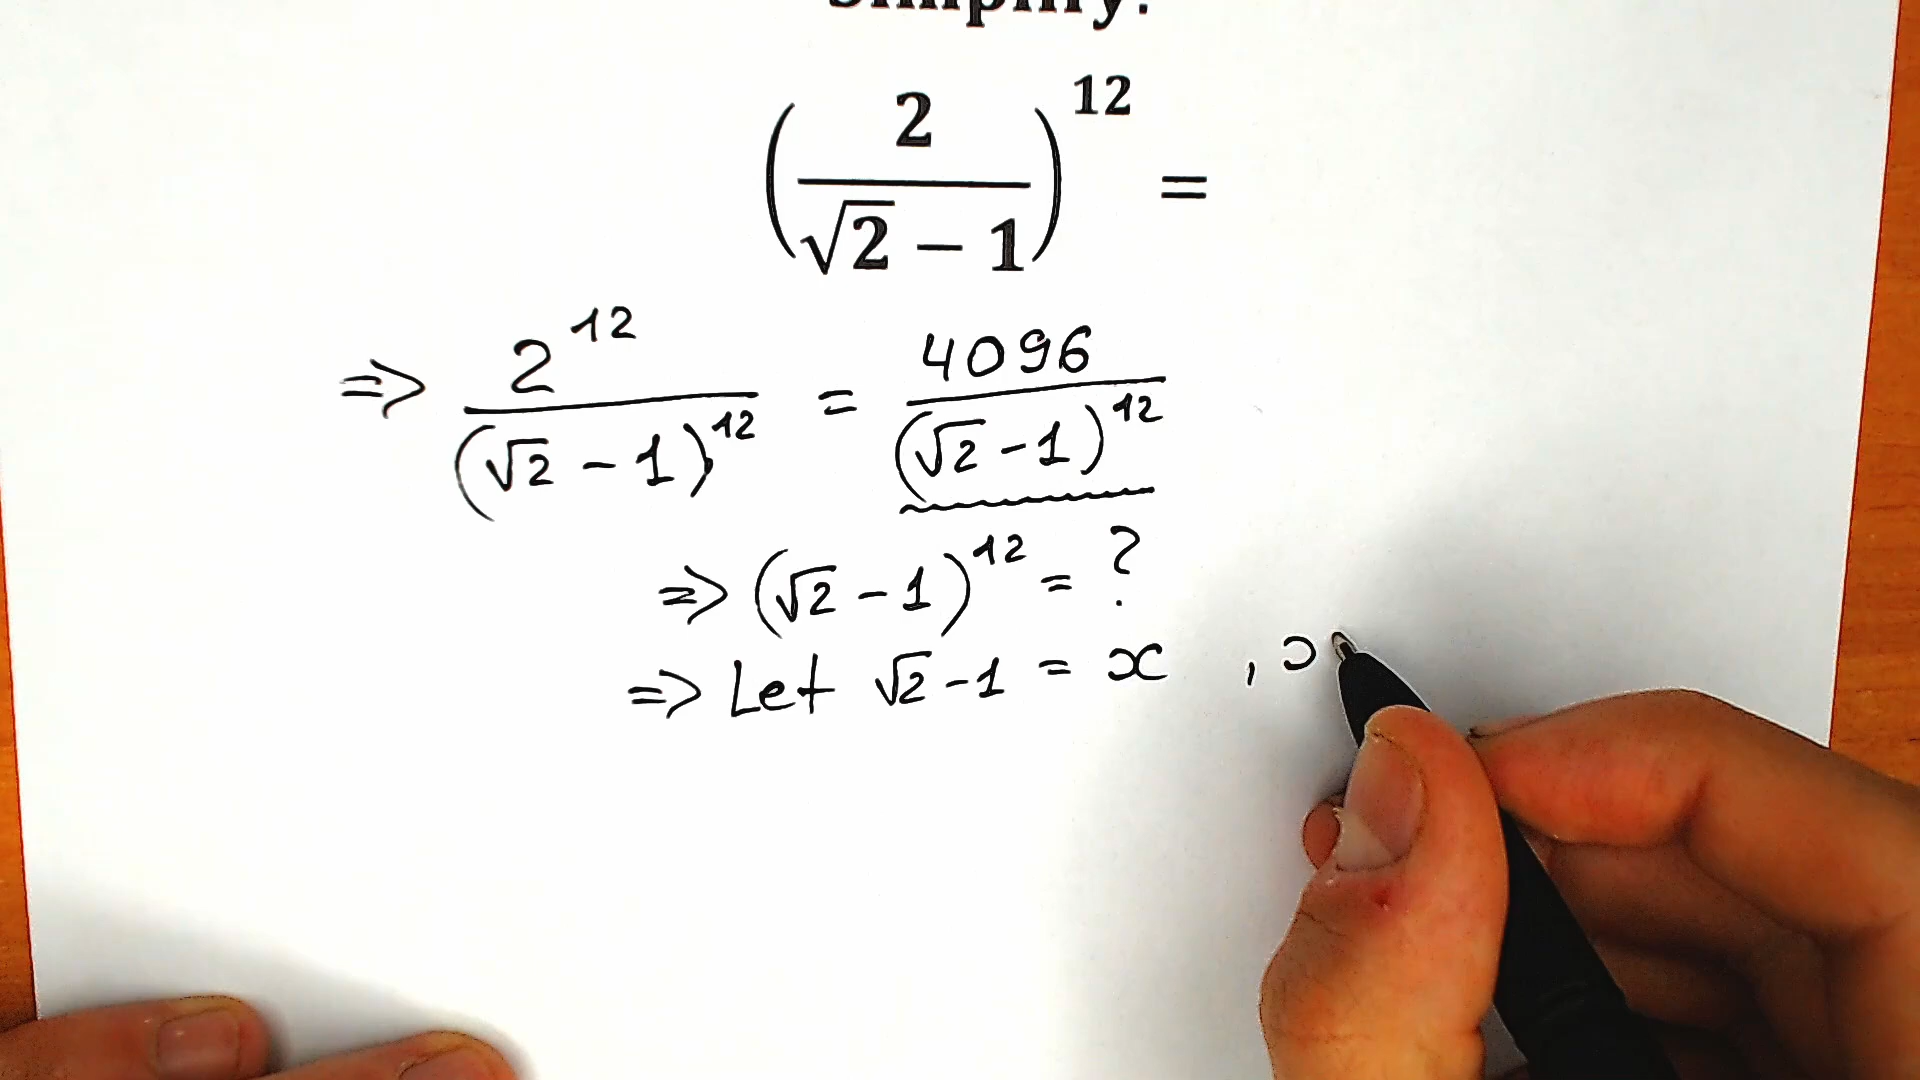 Simplify:
(2/(√2 − 1))^12 =
=> 2^12/(√2 − 1)^12 = 4096/(√2 − 1)^12
=> (√2 − 1)^12 = ?
=> Let √2 − 1 = x ,